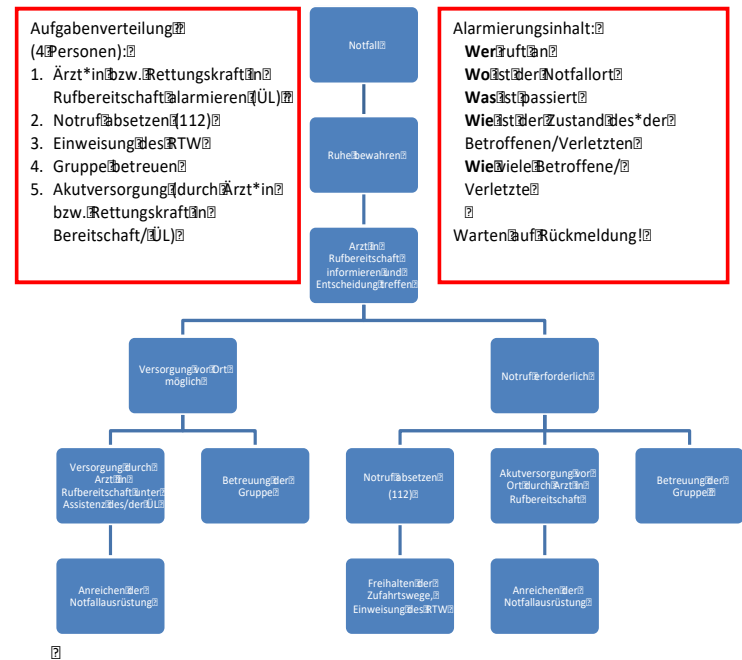 Aufgabenverteilung
(4 Personen):
1. Ärzt*in bzw. Rettungskraft in
Rufbereitschaft alarmieren (ÜL)
2. Notruf absetzen (112)
3. Einweisung des RTW
4. Gruppe betreuen
5. Akutversorgung (durch Ärzt*in
bzw. Rettungskraft in
Bereitschaft/ ÜL)
Alarmierungsinhalt:
Wer ruft an
Wo ist der Notfallort
Was ist passiert
Wie ist der Zustand des*der
Betroffenen/Verletzten
Wie viele Betroffene/
Verletzte
Warten auf Rückmeldung!
Notfall
Ruhe bewahren
Arzt in
Rufbereitschaft
informieren und
Entscheidung treffen
Versorgung vor Ort
möglich
Notruf erforderlich
Versorgung durch
Arzt in
Rufbereitschaft unter
Assistenz des/der ÜL
Betreuung der
Gruppe
Notruf absetzen
(112)
Akutversorgung vor
Ort durch Arzt in
Rufbereitschaft
Betreuung der
Gruppe
Anreichen der
Notfallausrüstung
Freihalten der
Zufahrtswege,
Einweisung des RTW
Anreichen der
Notfallausrüstung